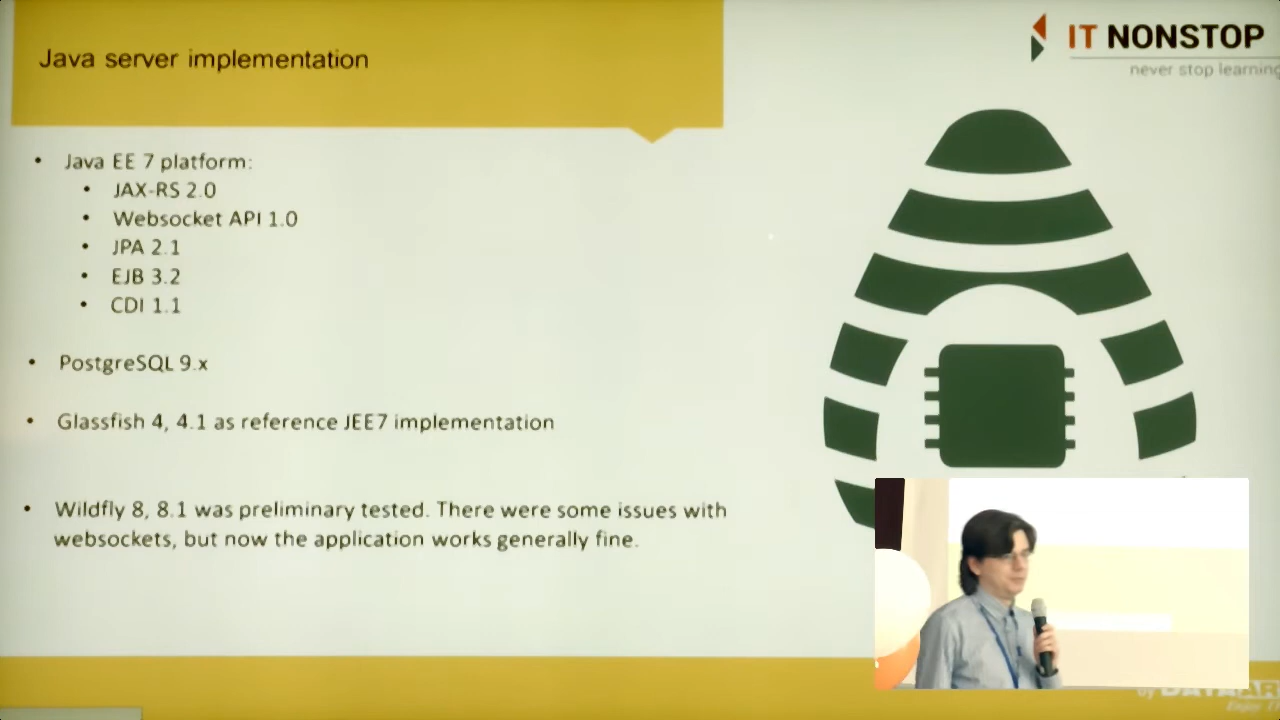 Java server implementation
IT NONSTOP
never stop learning
• Java EE 7 platform:
• JAX-RS 2.0
• Websocket API 1.0
• JPA 2.1
• EJB 3.2
• CDI 1.1
• PostgreSQL 9.x
• Glassfish 4, 4.1 as reference JEE7 implementation
• Wildfly 8, 8.1 was preliminary tested. There were some issues with
websockets, but now the application works generally fine.
by DATAAR
Enjoy